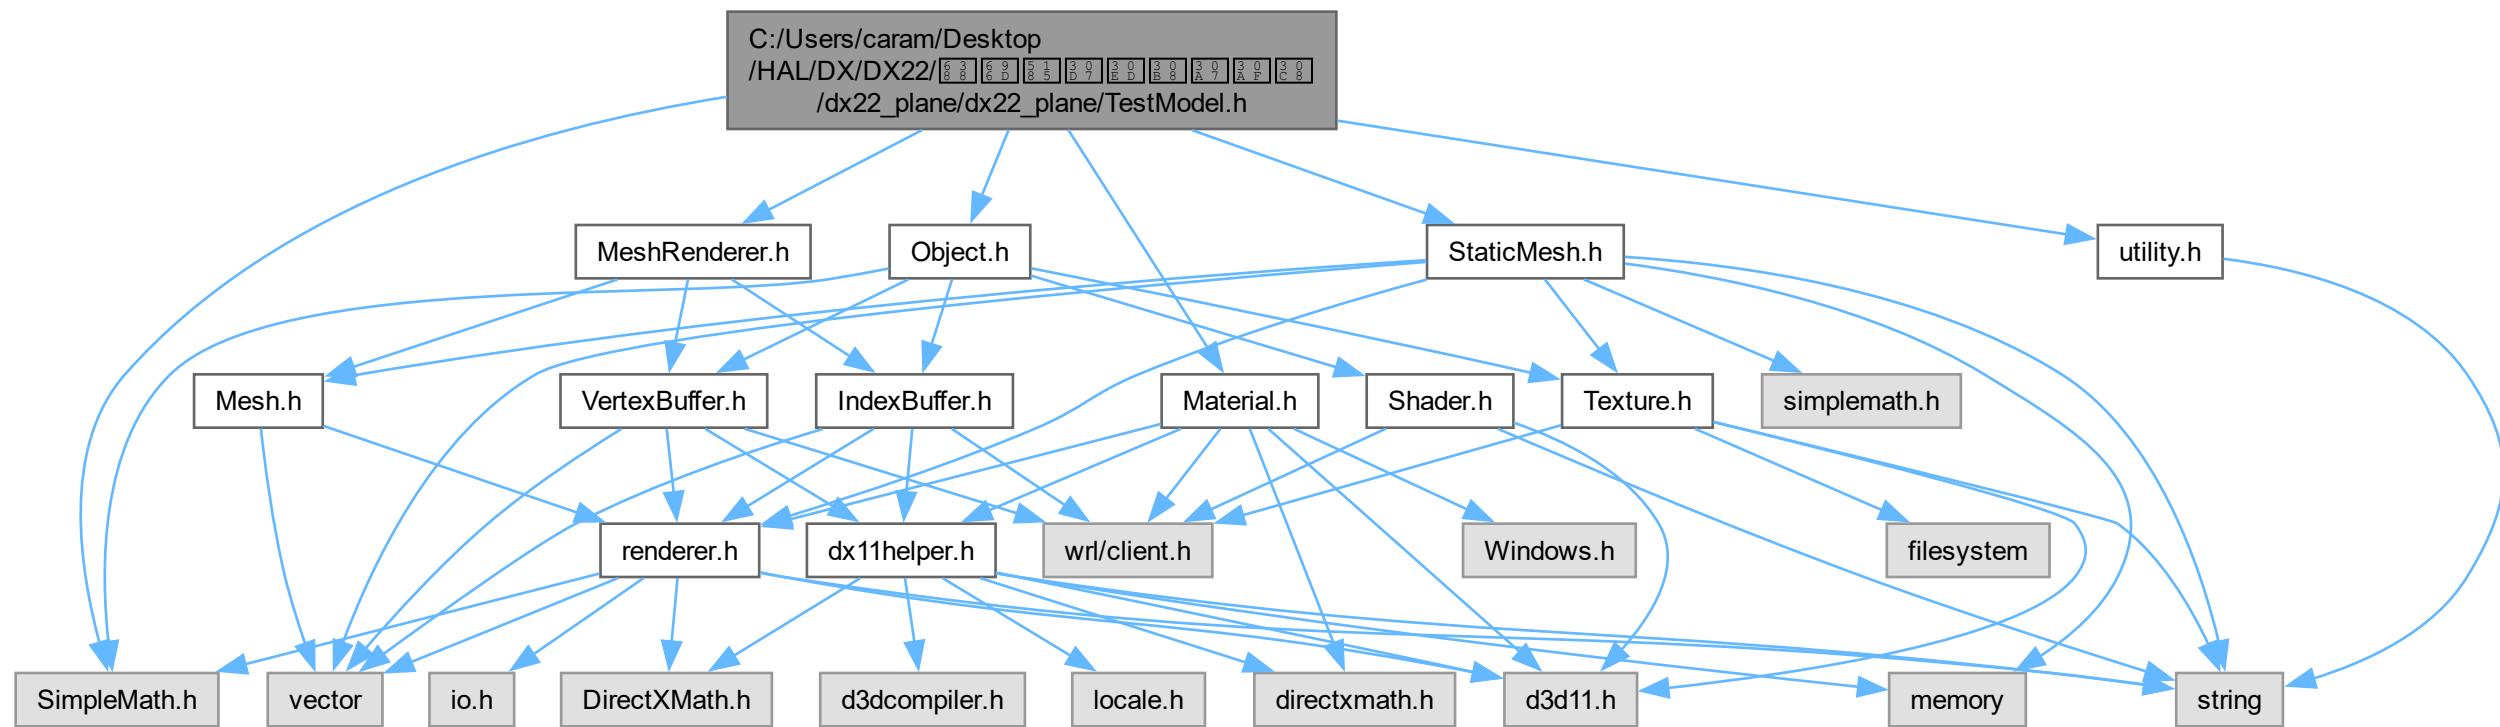 C:/Users/caram/Desktop
/HAL/DX/DX22/
/dx22_plane/dx22_plane/TestModel.h
MeshRenderer.h
Object.h
StaticMesh.h
utility.h
Mesh.h
VertexBuffer.h
IndexBuffer.h
Material.h
Shader.h
Texture.h
simplemath.h
renderer.h
dx11helper.h
wrl/client.h
Windows.h
filesystem
SimpleMath.h
vector
io.h
DirectXMath.h
d3dcompiler.h
locale.h
directxmath.h
d3d11.h
memory
string